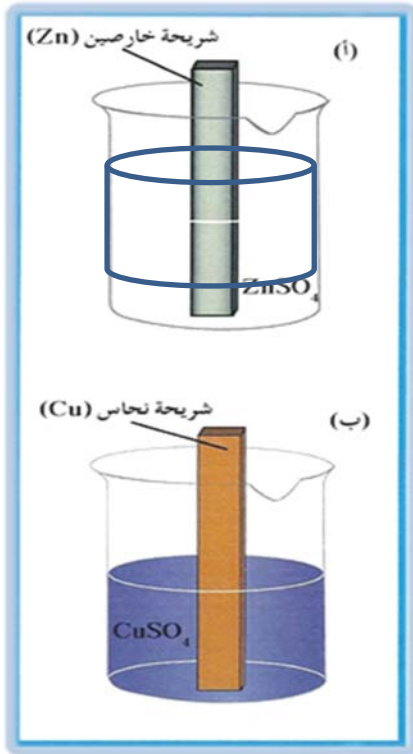 شريحة خارصين (Zn)
(أ)
ZnSO₄
شريحة نحاس (Cu)
(ب)
CuSO₄